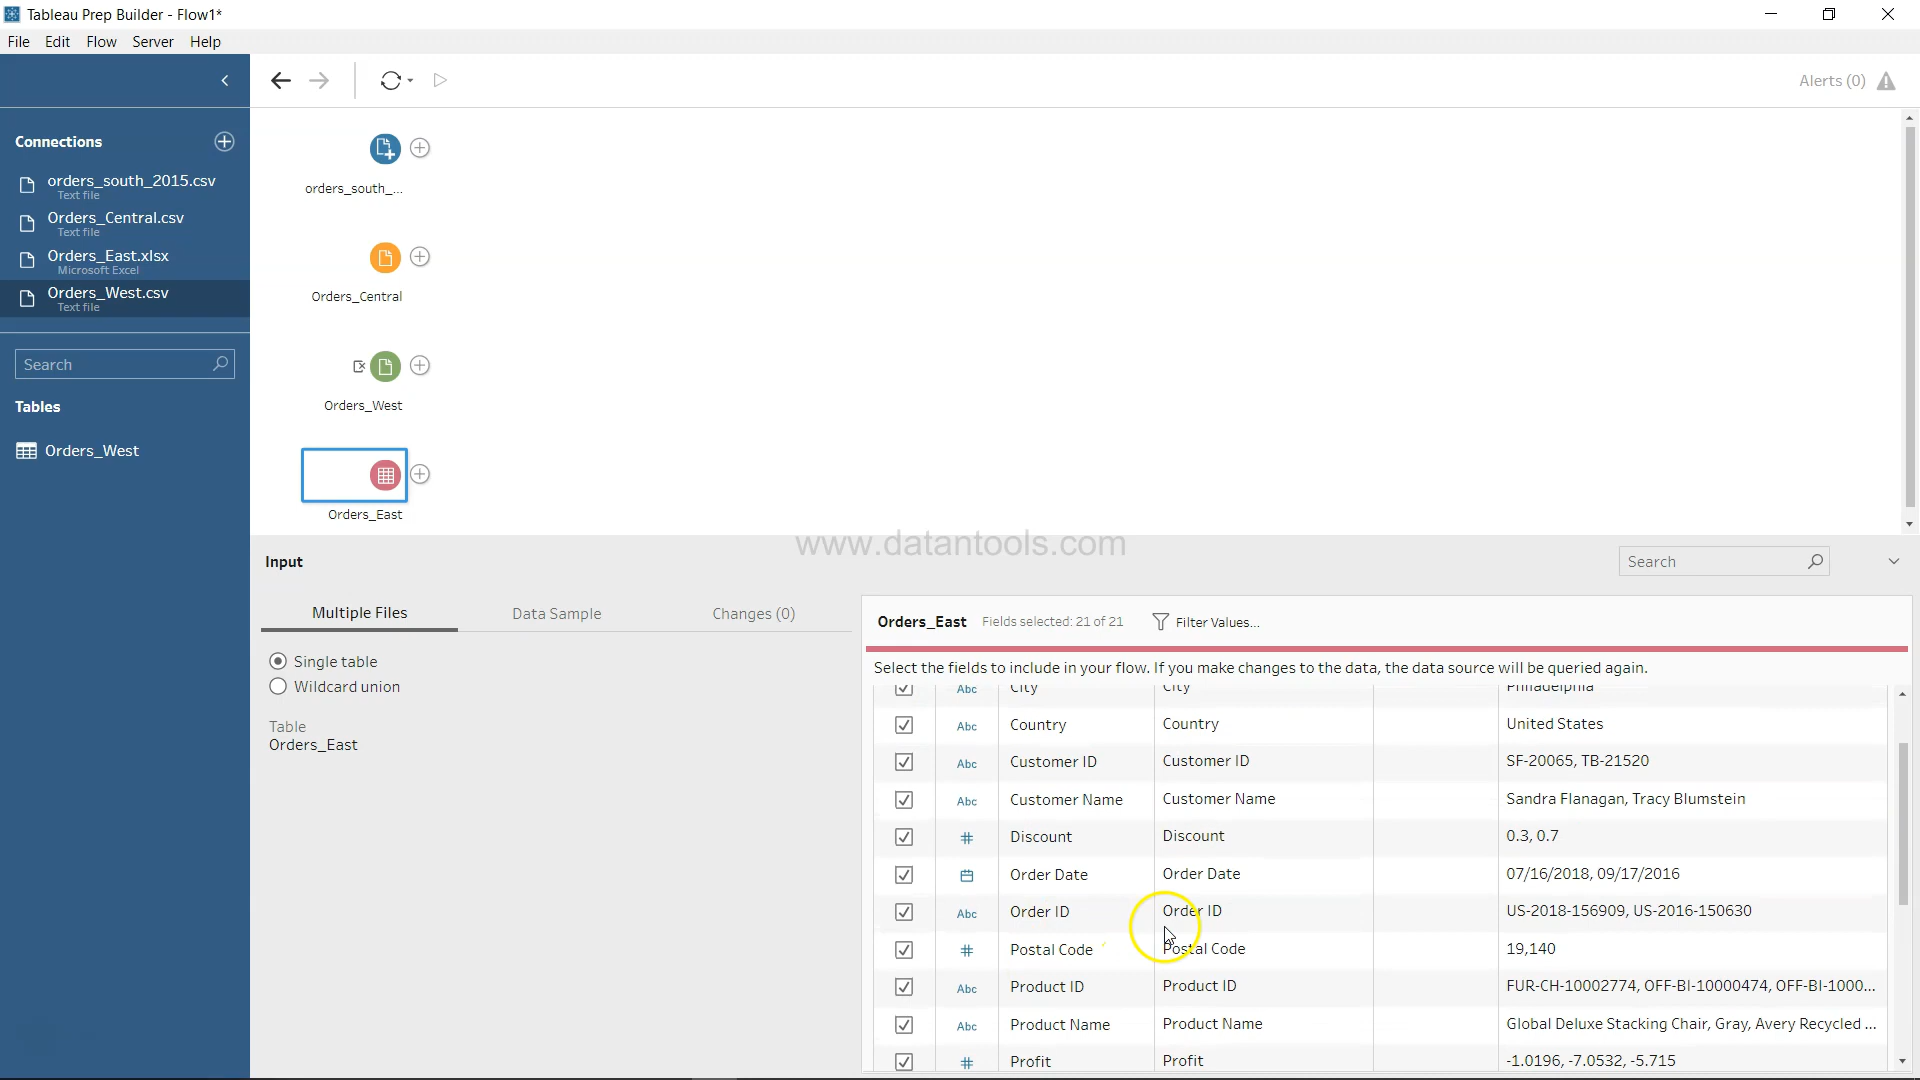 Tableau Prep Builder - Flow1*
File Edit Flow Server Help
Alerts (0)
Connections
orders_south_2015.csv
Text file
Orders_Central.csv
Text file
Orders_East.xlsx
Microsoft Excel
Orders_West.csv
Text file
Search
Tables
Orders_West
orders_south_...
Orders_Central
Orders_West
Orders_East
www.datantools.com
Input
Search
Multiple Files Data Sample Changes (0)
Single table
Wildcard union
Table
Orders_East
Orders_East Fields selected: 21 of 21 Filter Values...
Select the fields to include in your flow. If you make changes to the data, the data source will be queried again.
Abc City City Philadelphia
Abc Country Country United States
Abc Customer ID Customer ID SF-20065, TB-21520
Abc Customer Name Customer Name Sandra Flanagan, Tracy Blumstein
# Discount Discount 0.3, 0.7
Order Date Order Date 07/16/2018, 09/17/2016
Abc Order ID Order ID US-2018-156909, US-2016-150630
# Postal Code Postal Code 19,140
Abc Product ID Product ID FUR-CH-10002774, OFF-BI-10000474, OFF-BI-1000...
Abc Product Name Product Name Global Deluxe Stacking Chair, Gray, Avery Recycled ...
# Profit Profit -1.0196, -7.0532, -5.715